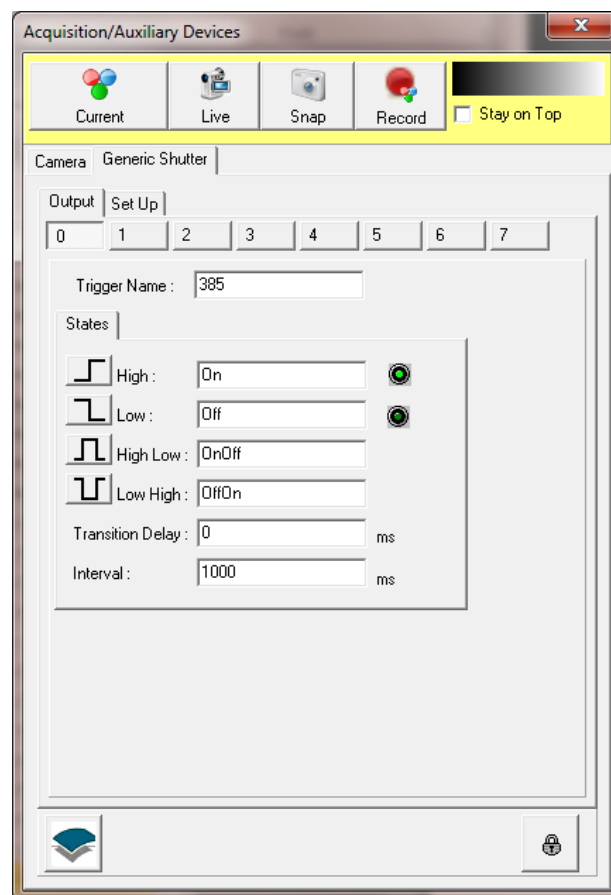 Acquisition/Auxiliary Devices
Current Live Snap Record Stay on Top
Camera Generic Shutter
Output Set Up
0 1 2 3 4 5 6 7
Trigger Name : 385
States
High : On
Low : Off
High Low : OnOff
Low High : OffOn
Transition Delay : 0 ms
Interval : 1000 ms